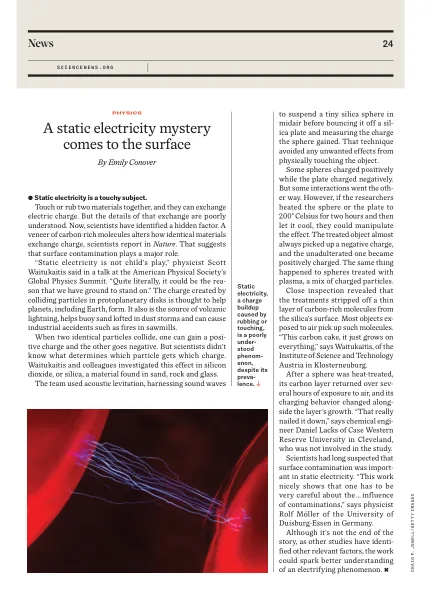 News
24
SCIENCENEWS.ORG
PHYSICS
A static electricity mystery
comes to the surface
By Emily Conover
● Static electricity is a touchy subject.
Touch or rub two materials together, and they can exchange
electric charge. But the details of that exchange are poorly
understood. Now, scientists have identified a hidden factor. A
veneer of carbon-rich molecules alters how identical materials
exchange charge, scientists report in Nature. That suggests
that surface contamination plays a major role.
“Static electricity is not child’s play,” physicist Scott
Waitukaitis said in a talk at the American Physical Society’s
Global Physics Summit. “Quite literally, it could be the rea-
son that we have ground to stand on.” The charge created by
colliding particles in protoplanetary disks is thought to help
planets, including Earth, form. It also is the source of volcanic
lightning, helps buoy sand lofted in dust storms and can cause
industrial accidents such as fires in sawmills.
When two identical particles collide, one can gain a posi-
tive charge and the other goes negative. But scientists didn’t
know what determines which particle gets which charge.
Waitukaitis and colleagues investigated this effect in silicon
dioxide, or silica, a material found in sand, rock and glass.
The team used acoustic levitation, harnessing sound waves
Static
electricity,
a charge
buildup
caused by
rubbing or
touching,
is a poorly
under-
stood
phenom-
enon,
despite its
preva-
lence. ↓
to suspend a tiny silica sphere in
midair before bouncing it off a sil-
ica plate and measuring the charge
the sphere gained. That technique
avoided any unwanted effects from
physically touching the object.
Some spheres charged positively
while the plate charged negatively.
But some interactions went the oth-
er way. However, if the researchers
heated the sphere or the plate to
200° Celsius for two hours and then
let it cool, they could manipulate
the effect. The treated object almost
always picked up a negative charge,
and the unadulterated one became
positively charged. The same thing
happened to spheres treated with
plasma, a mix of charged particles.
Close inspection revealed that
the treatments stripped off a thin
layer of carbon-rich molecules from
the silica’s surface. Most objects ex-
posed to air pick up such molecules.
“This carbon cake, it just grows on
everything,” says Waitukaitis, of the
Institute of Science and Technology
Austria in Klosterneuburg.
After a sphere was heat-treated,
its carbon layer returned over sev-
eral hours of exposure to air, and its
charging behavior changed along-
side the layer’s growth. “That really
nailed it down,” says chemical engi-
neer Daniel Lacks of Case Western
Reserve University in Cleveland,
who was not involved in the study.
Scientists had long suspected that
surface contamination was import-
ant in static electricity. “This work
nicely shows that one has to be
very careful about the... influence
of contaminations,” says physicist
Rolf Möller of the University of
Duisburg-Essen in Germany.
Although it’s not the end of the
story, as other studies have identi-
fied other relevant factors, the work
could spark better understanding
of an electrifying phenomenon. ✖
CRAIG P. JEWELL/GETTY IMAGES